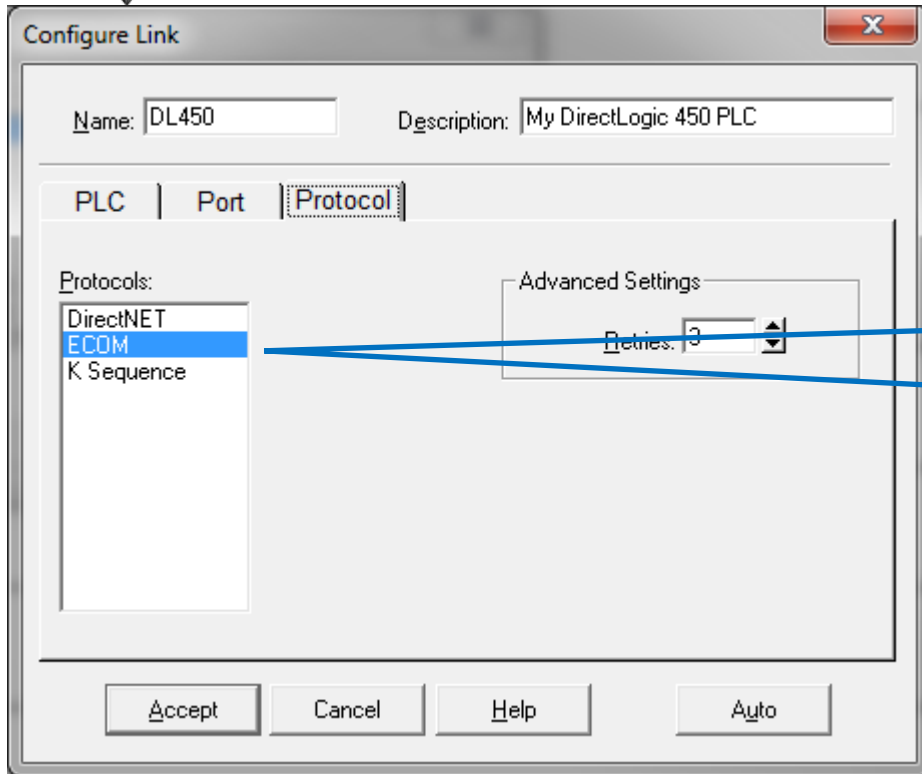 Configure Link
Name: DL450 Description: My DirectLogic 450 PLC
PLC Port Protocol
Protocols: Advanced Settings
DirectNET
ECOM Retries: 3
K Sequence
Accept Cancel Help Auto